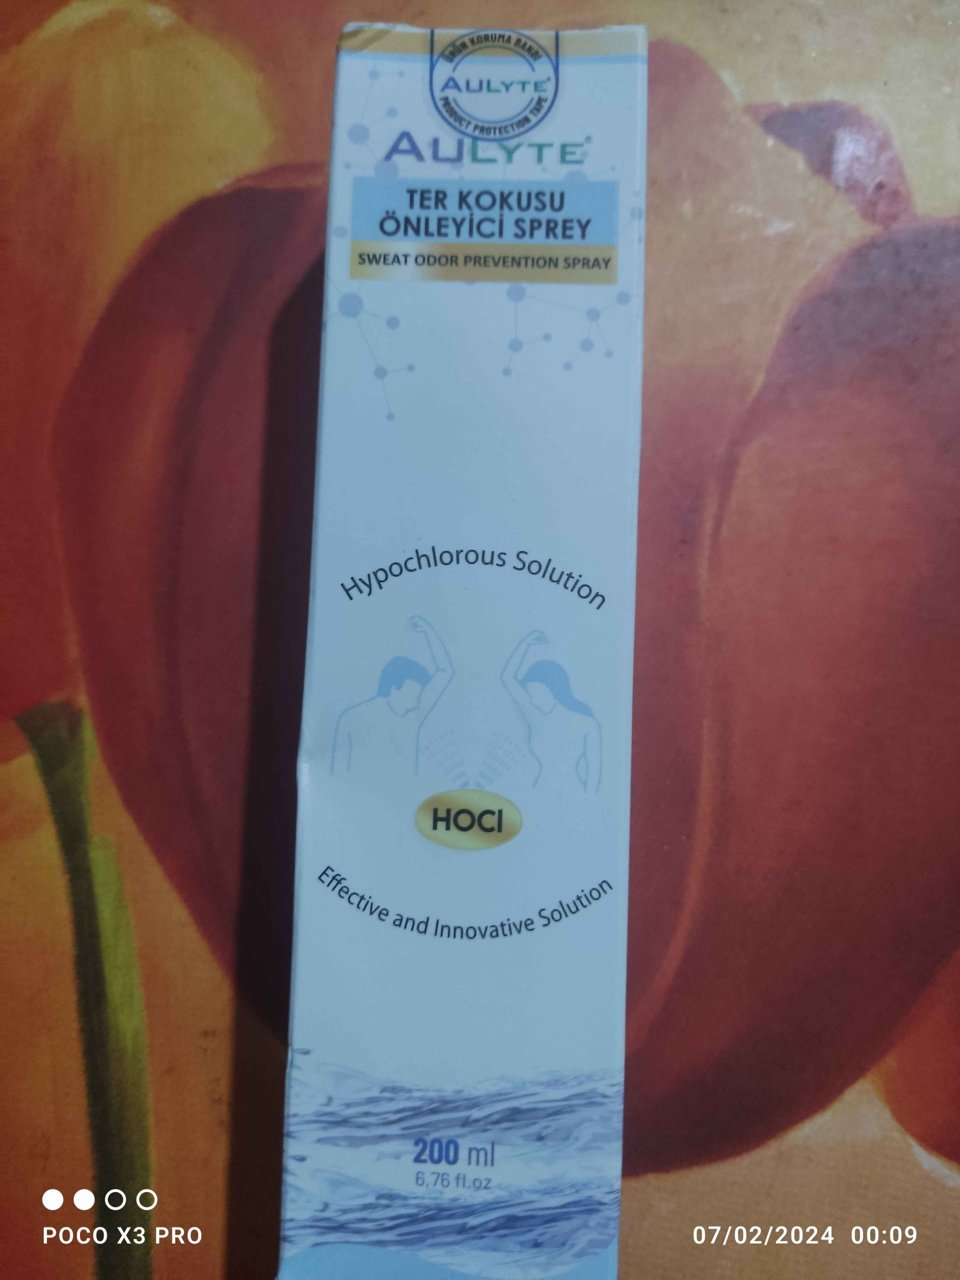 ÜRÜN KORUMA BANDI
AULYTE
PRODUCT PROTECTION TAPE
AULYTE
TER KOKUSU
ÖNLEYİCİ SPREY
SWEAT ODOR PREVENTION SPRAY
Hypochlorous Solution
HOCI
Effective and Innovative Solution
200 ml
6,76 fl.oz
POCO X3 PRO
07/02/2024 00:09